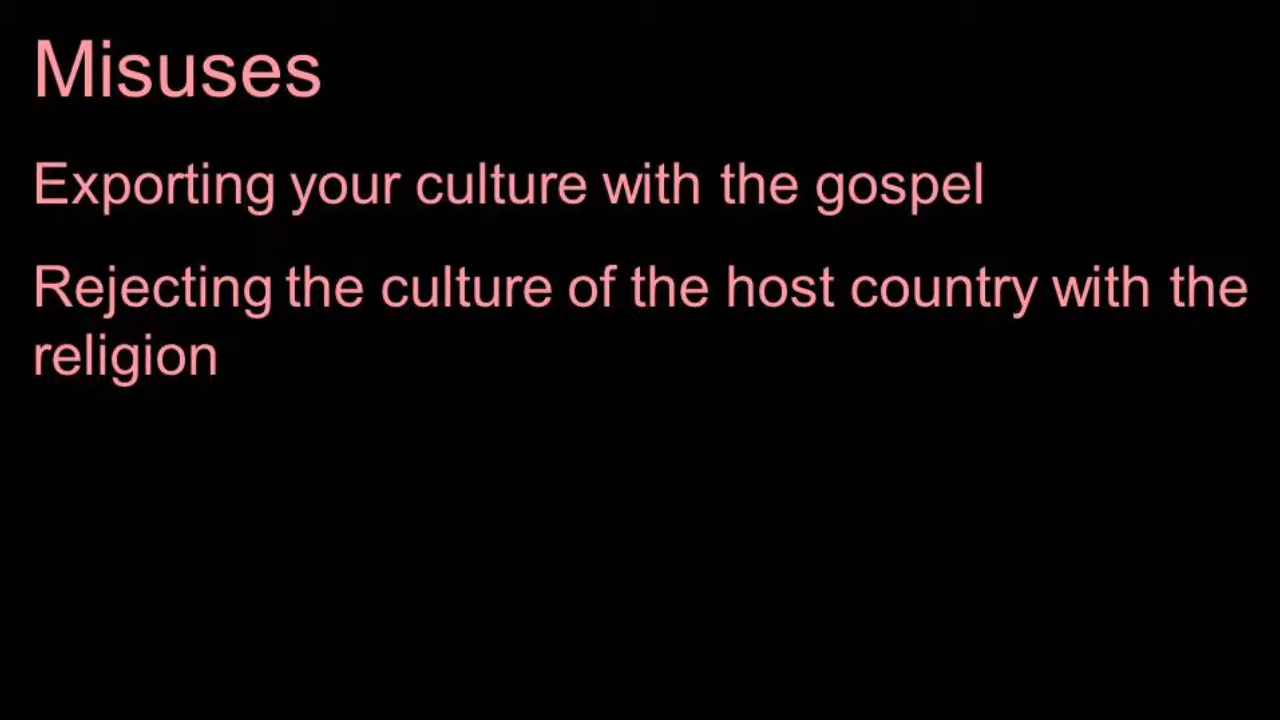 Misuses
Exporting your culture with the gospel
Rejecting the culture of the host country with the
religion